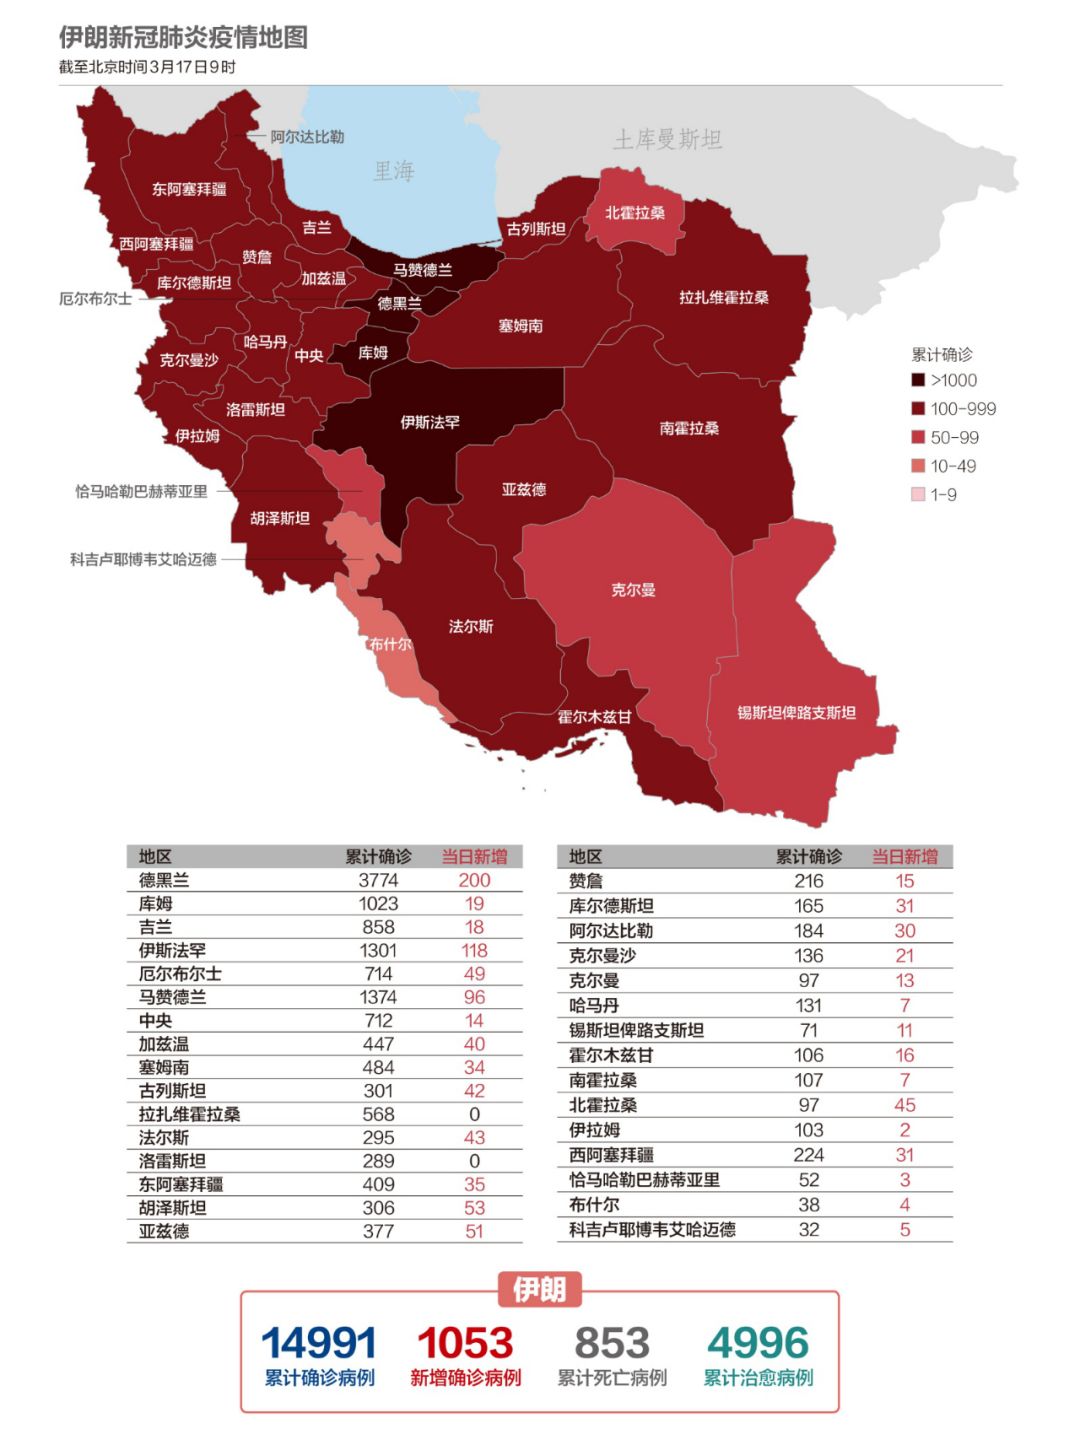 伊朗新冠肺炎疫情地图
截至北京时间3月17日9时
阿尔达比勒
土库曼斯坦
里海
东阿塞拜疆
北霍拉桑
吉兰
古列斯坦
西阿塞拜疆
赞詹
马赞德兰
库尔德斯坦
加兹温
厄尔布尔士
德黑兰
拉扎维霍拉桑
塞姆南
哈马丹
克尔曼沙
中央
库姆
累计确诊
>1000
100-999
50-99
10-49
1-9
洛雷斯坦
伊斯法罕
南霍拉桑
伊拉姆
恰马哈勒巴赫蒂亚里
亚兹德
胡泽斯坦
科吉卢耶博韦艾哈迈德
克尔曼
法尔斯
布什尔
霍尔木兹甘
锡斯坦俾路支斯坦
地区 累计确诊 当日新增
德黑兰 3774 200
库姆 1023 19
吉兰 858 18
伊斯法罕 1301 118
厄尔布尔士 714 49
马赞德兰 1374 96
中央 712 14
加兹温 447 40
塞姆南 484 34
古列斯坦 301 42
拉扎维霍拉桑 568 0
法尔斯 295 43
洛雷斯坦 289 0
东阿塞拜疆 409 35
胡泽斯坦 306 53
亚兹德 377 51
地区 累计确诊 当日新增
赞詹 216 15
库尔德斯坦 165 31
阿尔达比勒 184 30
克尔曼沙 136 21
克尔曼 97 13
哈马丹 131 7
锡斯坦俾路支斯坦 71 11
霍尔木兹甘 106 16
南霍拉桑 107 7
北霍拉桑 97 45
伊拉姆 103 2
西阿塞拜疆 224 31
恰马哈勒巴赫蒂亚里 52 3
布什尔 38 4
科吉卢耶博韦艾哈迈德 32 5
伊朗
14991 1053 853 4996
累计确诊病例 新增确诊病例 累计死亡病例 累计治愈病例